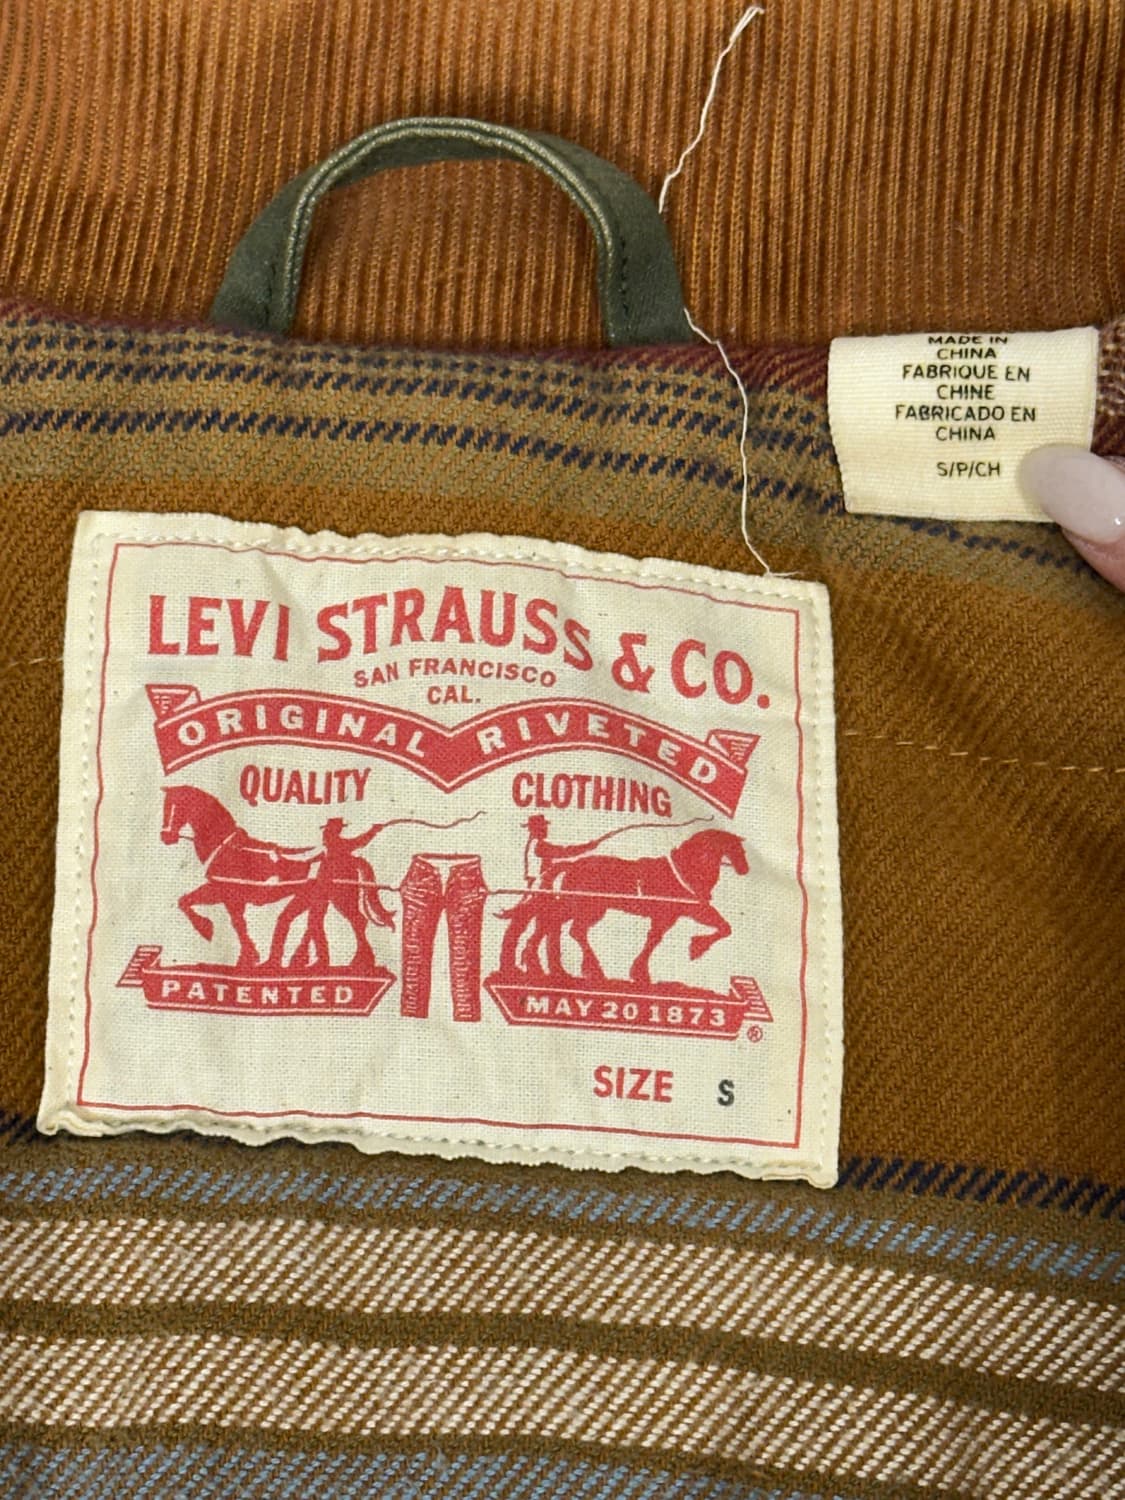 MADE IN
CHINA
FABRIQUE EN
CHINE
FABRICADO EN
CHINA
S/P/CH
LEVI STRAUSS & CO.
SAN FRANCISCO
CAL.
ORIGINAL RIVETED
QUALITY CLOTHING
PATENTED MAY 20 1873 ®
SIZE S